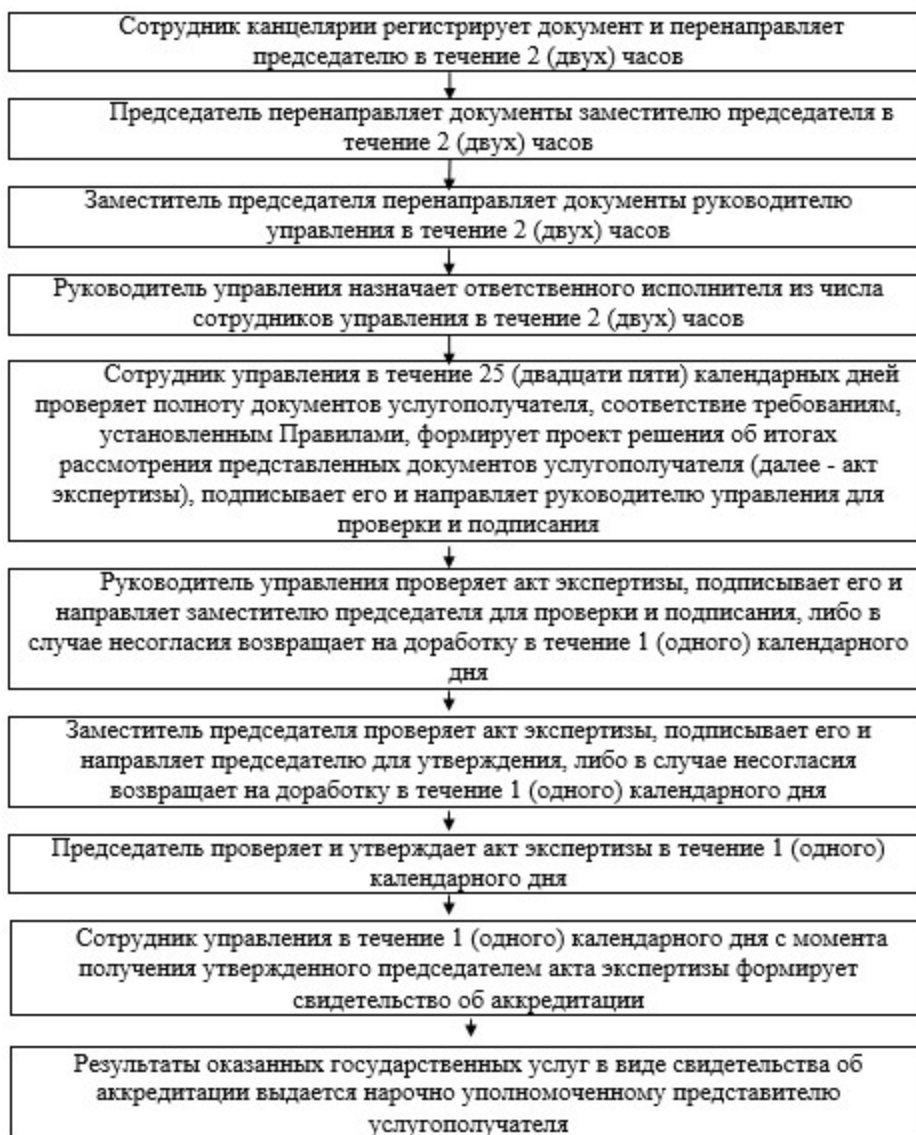 Сотрудник канцелярии регистрирует документ и перенаправляет
председателю в течение 2 (двух) часов
Председатель перенаправляет документы заместителю председателя в
течение 2 (двух) часов
Заместитель председателя перенаправляет документы руководителю
управления в течение 2 (двух) часов
Руководитель управления назначает ответственного исполнителя из числа
сотрудников управления в течение 2 (двух) часов
Сотрудник управления в течение 25 (двадцати пяти) календарных дней
проверяет полноту документов услугополучателя, соответствие требованиям,
установленным Правилами, формирует проект решения об итогах
рассмотрения представленных документов услугополучателя (далее - акт
экспертизы), подписывает его и направляет руководителю управления для
проверки и подписания
Руководитель управления проверяет акт экспертизы, подписывает его и
направляет заместителю председателя для проверки и подписания, либо в
случае несогласия возвращает на доработку в течение 1 (одного) календарного
дня
Заместитель председателя проверяет акт экспертизы, подписывает его и
направляет председателю для утверждения, либо в случае несогласия
возвращает на доработку в течение 1 (одного) календарного дня
Председатель проверяет и утверждает акт экспертизы в течение 1 (одного)
календарного дня
Сотрудник управления в течение 1 (одного) календарного дня с момента
получения утвержденного председателем акта экспертизы формирует
свидетельство об аккредитации
Результаты оказанных государственных услуг в виде свидетельства об
аккредитации выдается нарочно уполномоченному представителю
услугополучателя